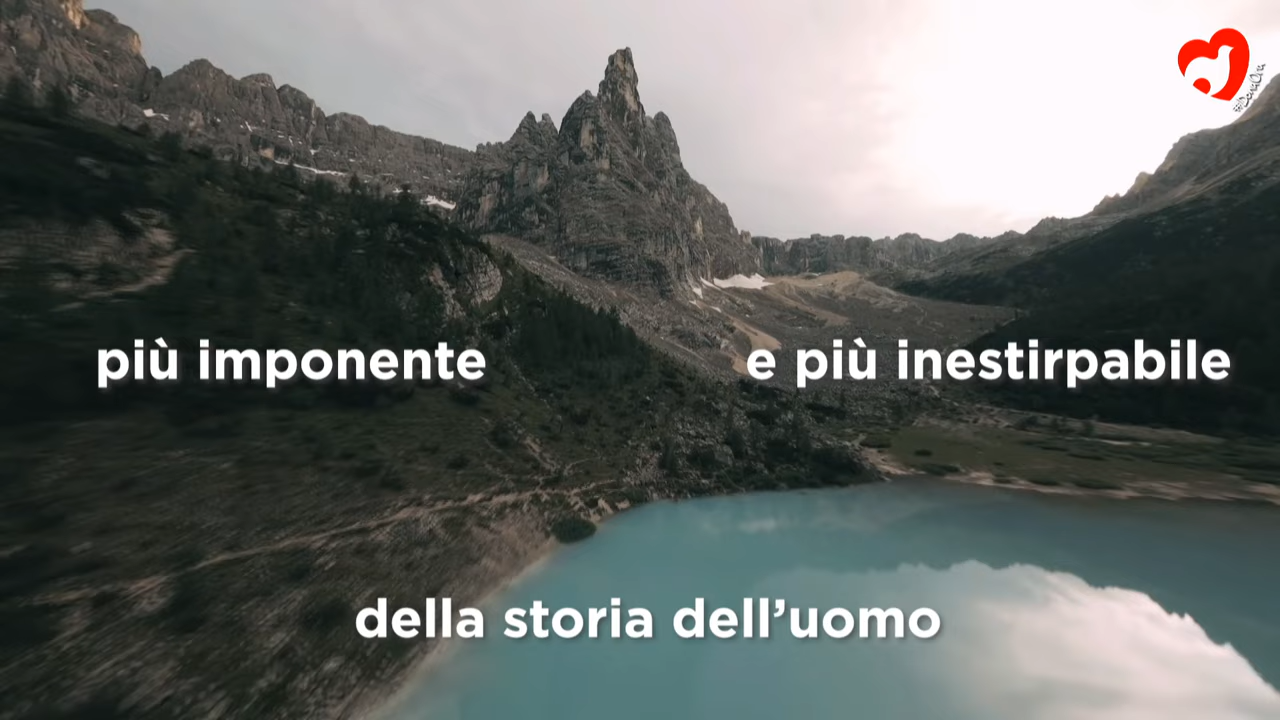 più imponente
e più inestirpabile
della storia dell’uomo